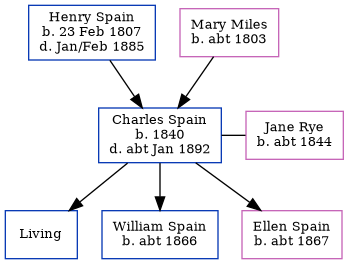 Henry Spain
b. 23 Feb 1807
d. Jan/Feb 1885
Mary Miles
b. abt 1803
Charles Spain
b. 1840
d. abt Jan 1892
Jane Rye
b. abt 1844
Living
William Spain
b. abt 1866
Ellen Spain
b. abt 1867